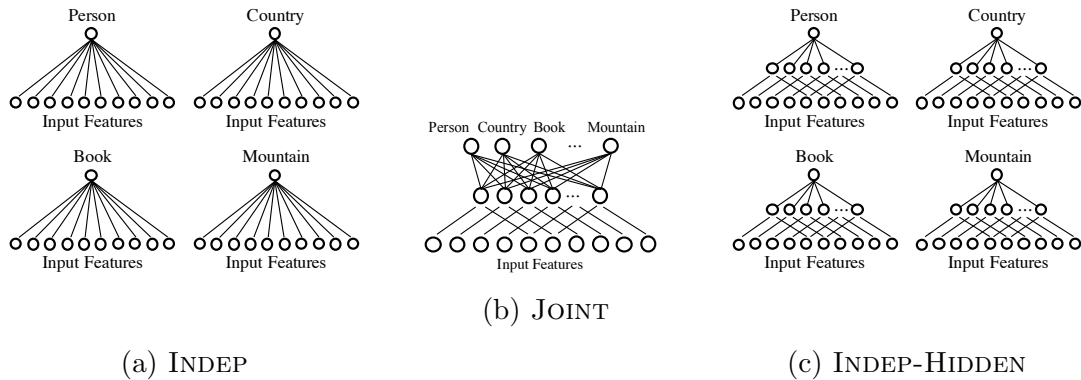 Person Country
Input Features Input Features
Book Mountain
Input Features Input Features
(a) INDEP
Person Country Book ... Mountain
...
Input Features
(b) JOINT
Person Country
... ...
Input Features Input Features
Book Mountain
... ...
Input Features Input Features
(c) INDEP-HIDDEN